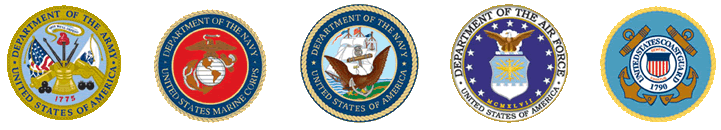 DEPARTMENT OF THE ARMY
UNITED STATES OF AMERICA
1775
DEPARTMENT OF THE NAVY
UNITED STATES MARINE CORPS
DEPARTMENT OF THE NAVY
UNITED STATES OF AMERICA
DEPARTMENT OF THE AIR FORCE
MCMXLVII
UNITED STATES OF AMERICA
UNITED STATES COAST GUARD
1790